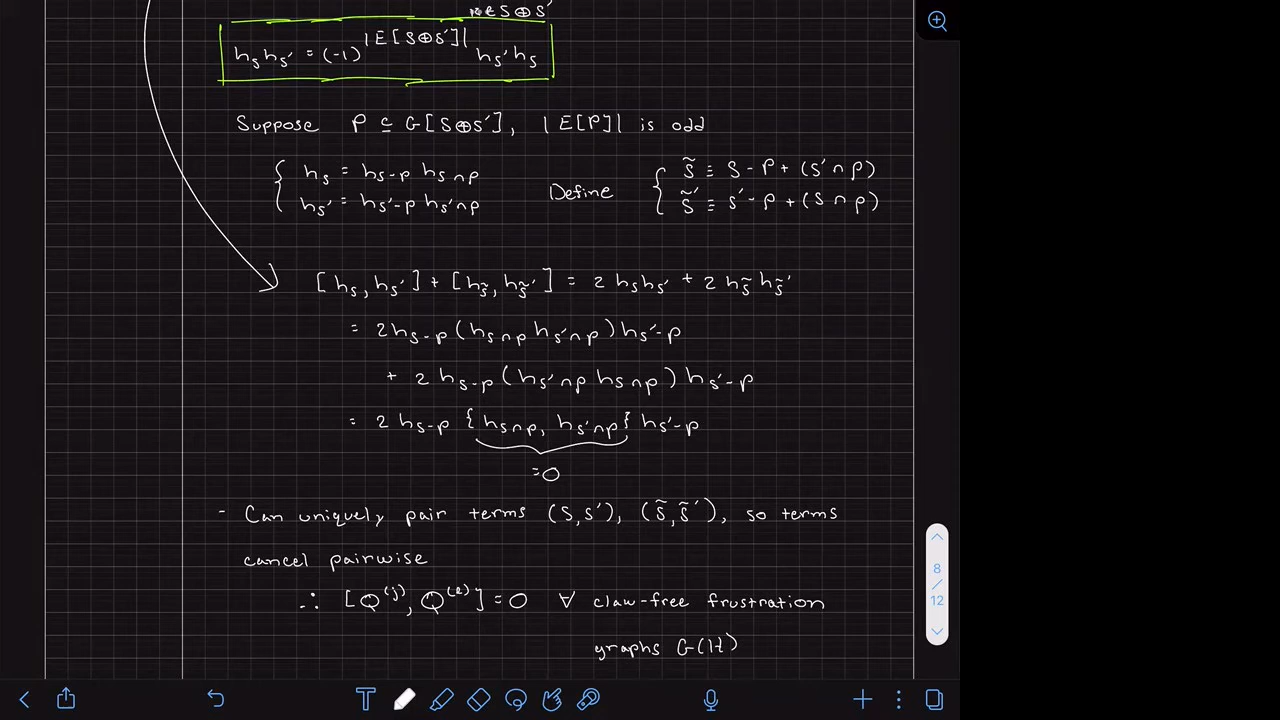 ∈ S⊕S'
h_S h_S' = (-1)^|E[S⊕S']| h_S' h_S
Suppose P ⊆ G[S⊕S'], |E[P]| is odd
{ h_S = h_S-P h_S∩P
h_S' = h_S'-P h_S'∩P
Define { S̃ ≡ S - P + (S'∩P)
S̃' ≡ S' - P + (S∩P)
[h_S, h_S'] + [h_S̃, h_S̃'] = 2 h_S h_S' + 2 h_S̃ h_S̃'
= 2 h_S-P (h_S∩P h_S'∩P) h_S'-P
+ 2 h_S-P (h_S'∩P h_S∩P) h_S'-P
= 2 h_S-P {h_S∩P, h_S'∩P} h_S'-P
=0
- Can uniquely pair terms (S,S'), (S̃,S̃'), so terms
cancel pairwise
∴ [Q^(j), Q^(l)] = 0 ∀ claw-free frustration
graphs G(H)
8
/
12
T